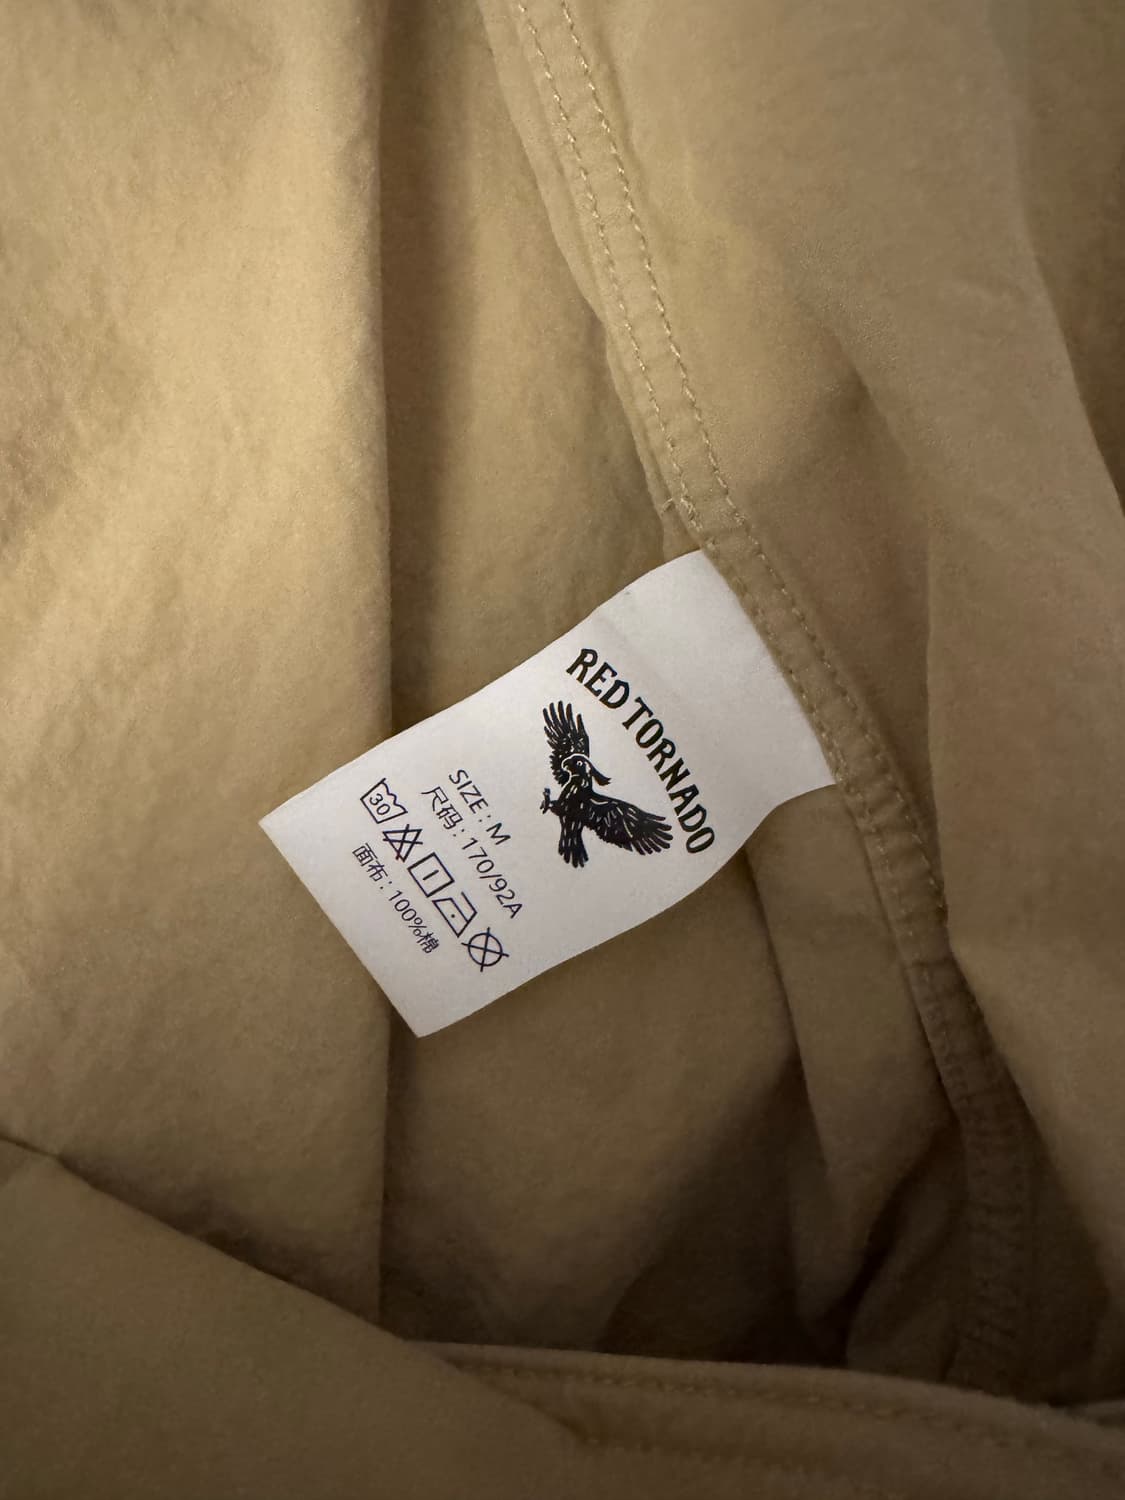 RED TORNADO
SIZE : M
尺码 : 170/92A
30
面布 : 100%棉